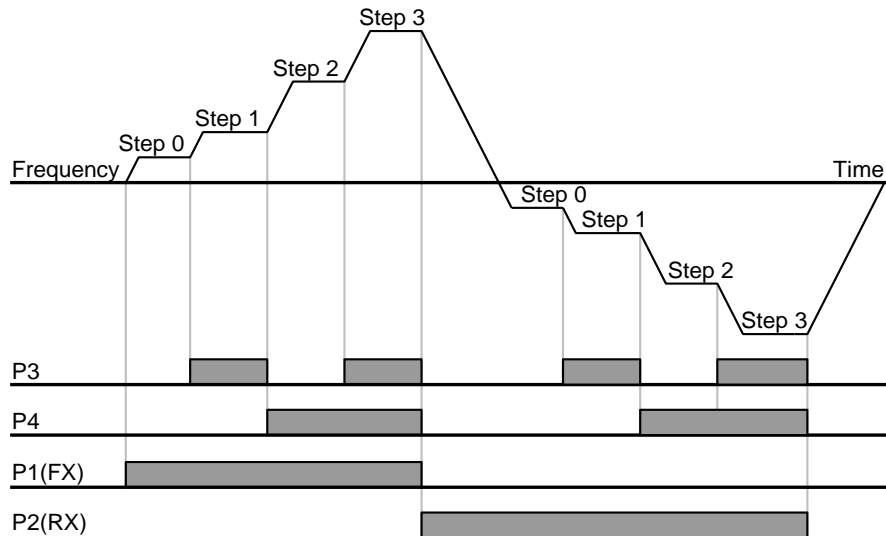 Step 3
Step 2
Step 1
Step 0
Frequency
Time
Step 0
Step 1
Step 2
Step 3
P3
P4
P1(FX)
P2(RX)